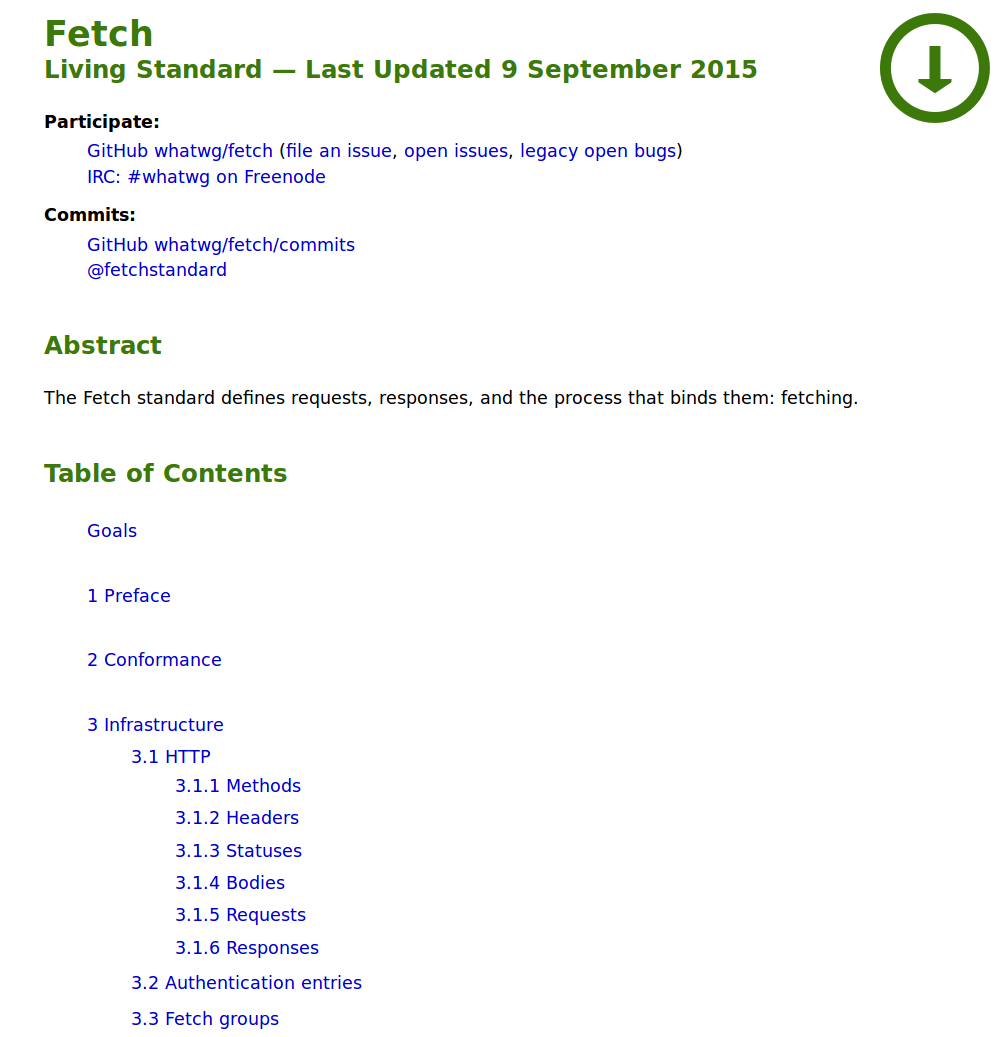 Fetch
Living Standard — Last Updated 9 September 2015
Participate:
GitHub whatwg/fetch (file an issue, open issues, legacy open bugs)
IRC: #whatwg on Freenode
Commits:
GitHub whatwg/fetch/commits
@fetchstandard
Abstract
The Fetch standard defines requests, responses, and the process that binds them: fetching.
Table of Contents
Goals
1 Preface
2 Conformance
3 Infrastructure
3.1 HTTP
3.1.1 Methods
3.1.2 Headers
3.1.3 Statuses
3.1.4 Bodies
3.1.5 Requests
3.1.6 Responses
3.2 Authentication entries
3.3 Fetch groups